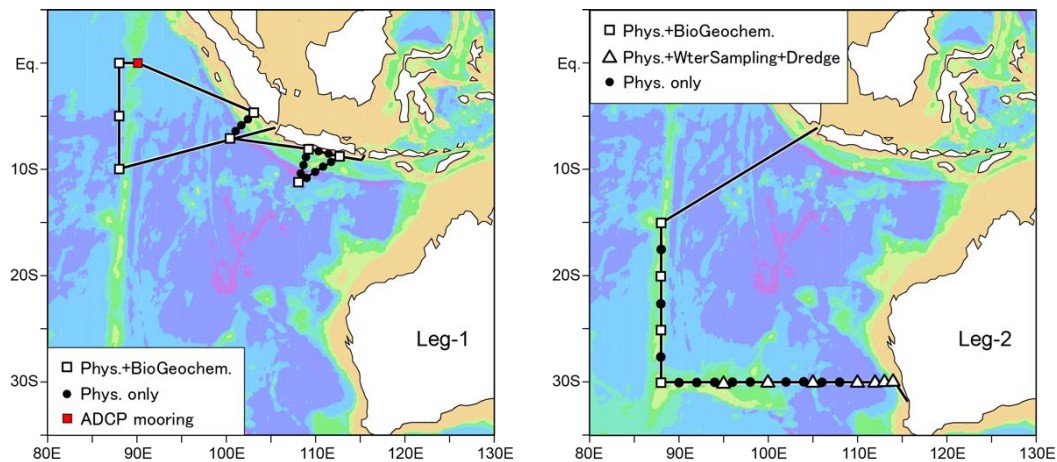 Eq.
10S
20S
30S
80E 90E 100E 110E 120E 130E
Leg-1
Phys.+BioGeochem.
Phys. only
ADCP mooring
Phys.+BioGeochem.
Phys.+WterSampling+Dredge
Phys. only
Eq.
10S
20S
30S
80E 90E 100E 110E 120E 130E
Leg-2